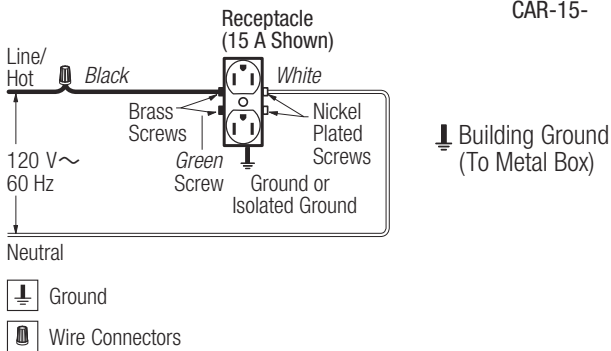 CAR-15-
Receptacle
(15 A Shown)
Line/
Hot
Black
White
Brass
Screws
Nickel
Plated
Screws
Green
Screw
Ground or
Isolated Ground
120 V~
60 Hz
Neutral
Building Ground
(To Metal Box)
Ground
Wire Connectors